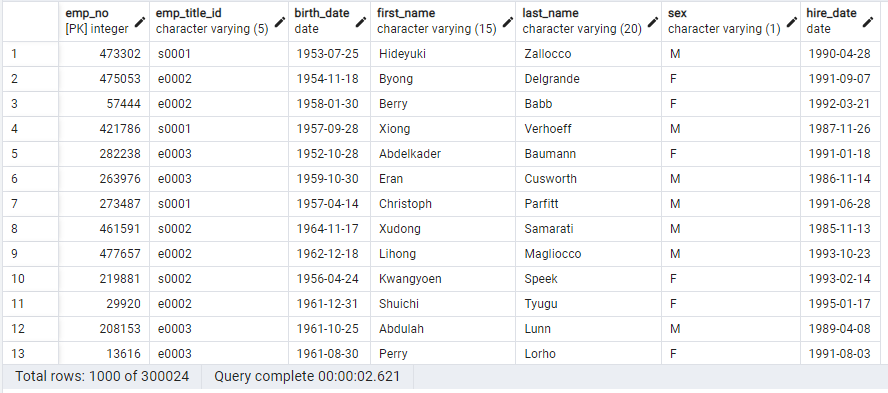 emp_no emp_title_id birth_date first_name last_name sex hire_date
[PK] integer character varying (5) date character varying (15) character varying (20) character varying (1) date
1 473302 s0001 1953-07-25 Hideyuki Zallocco M 1990-04-28
2 475053 e0002 1954-11-18 Byong Delgrande F 1991-09-07
3 57444 e0002 1958-01-30 Berry Babb F 1992-03-21
4 421786 s0001 1957-09-28 Xiong Verhoeff M 1987-11-26
5 282238 e0003 1952-10-28 Abdelkader Baumann F 1991-01-18
6 263976 e0003 1959-10-30 Eran Cusworth M 1986-11-14
7 273487 s0001 1957-04-14 Christoph Parfitt M 1991-06-28
8 461591 s0002 1964-11-17 Xudong Samarati M 1985-11-13
9 477657 e0002 1962-12-18 Lihong Magliocco M 1993-10-23
10 219881 s0002 1956-04-24 Kwangyoen Speek F 1993-02-14
11 29920 e0002 1961-12-31 Shuichi Tyugu F 1995-01-17
12 208153 e0003 1961-10-25 Abdulah Lunn M 1989-04-08
13 13616 e0003 1961-08-30 Perry Lorho F 1991-08-03
Total rows: 1000 of 300024 Query complete 00:00:02.621